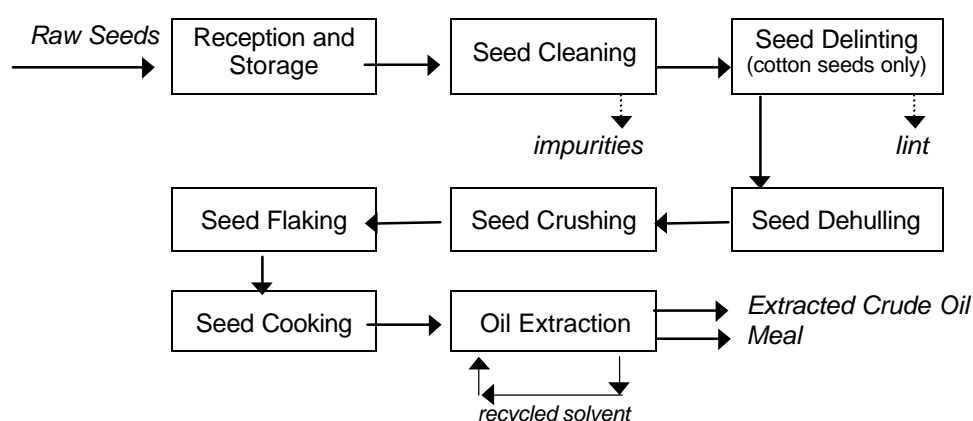 Raw Seeds
Reception and
Storage
Seed Cleaning
Seed Delinting
(cotton seeds only)
impurities
lint
Seed Flaking
Seed Crushing
Seed Dehulling
Seed Cooking
Oil Extraction
Extracted Crude Oil
Meal
recycled solvent